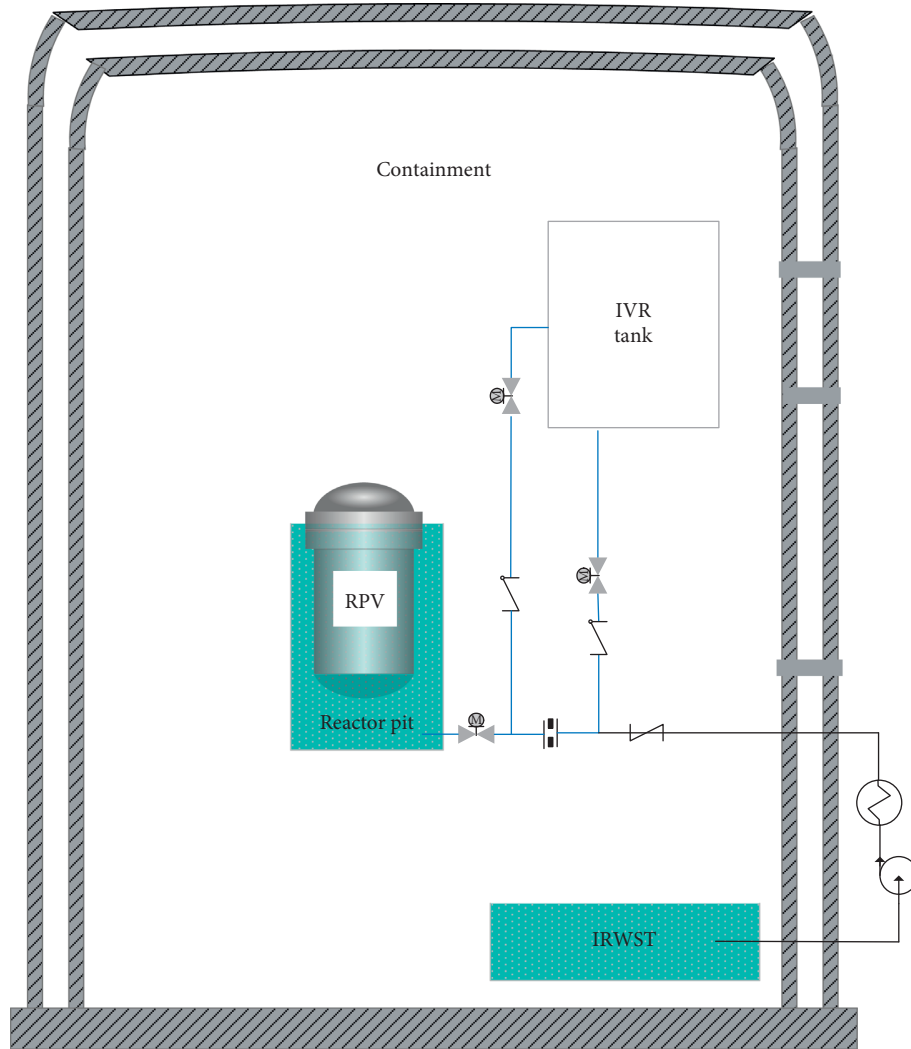 Containment
IVR
tank
M
M
RPV
Reactor pit
M
IRWST